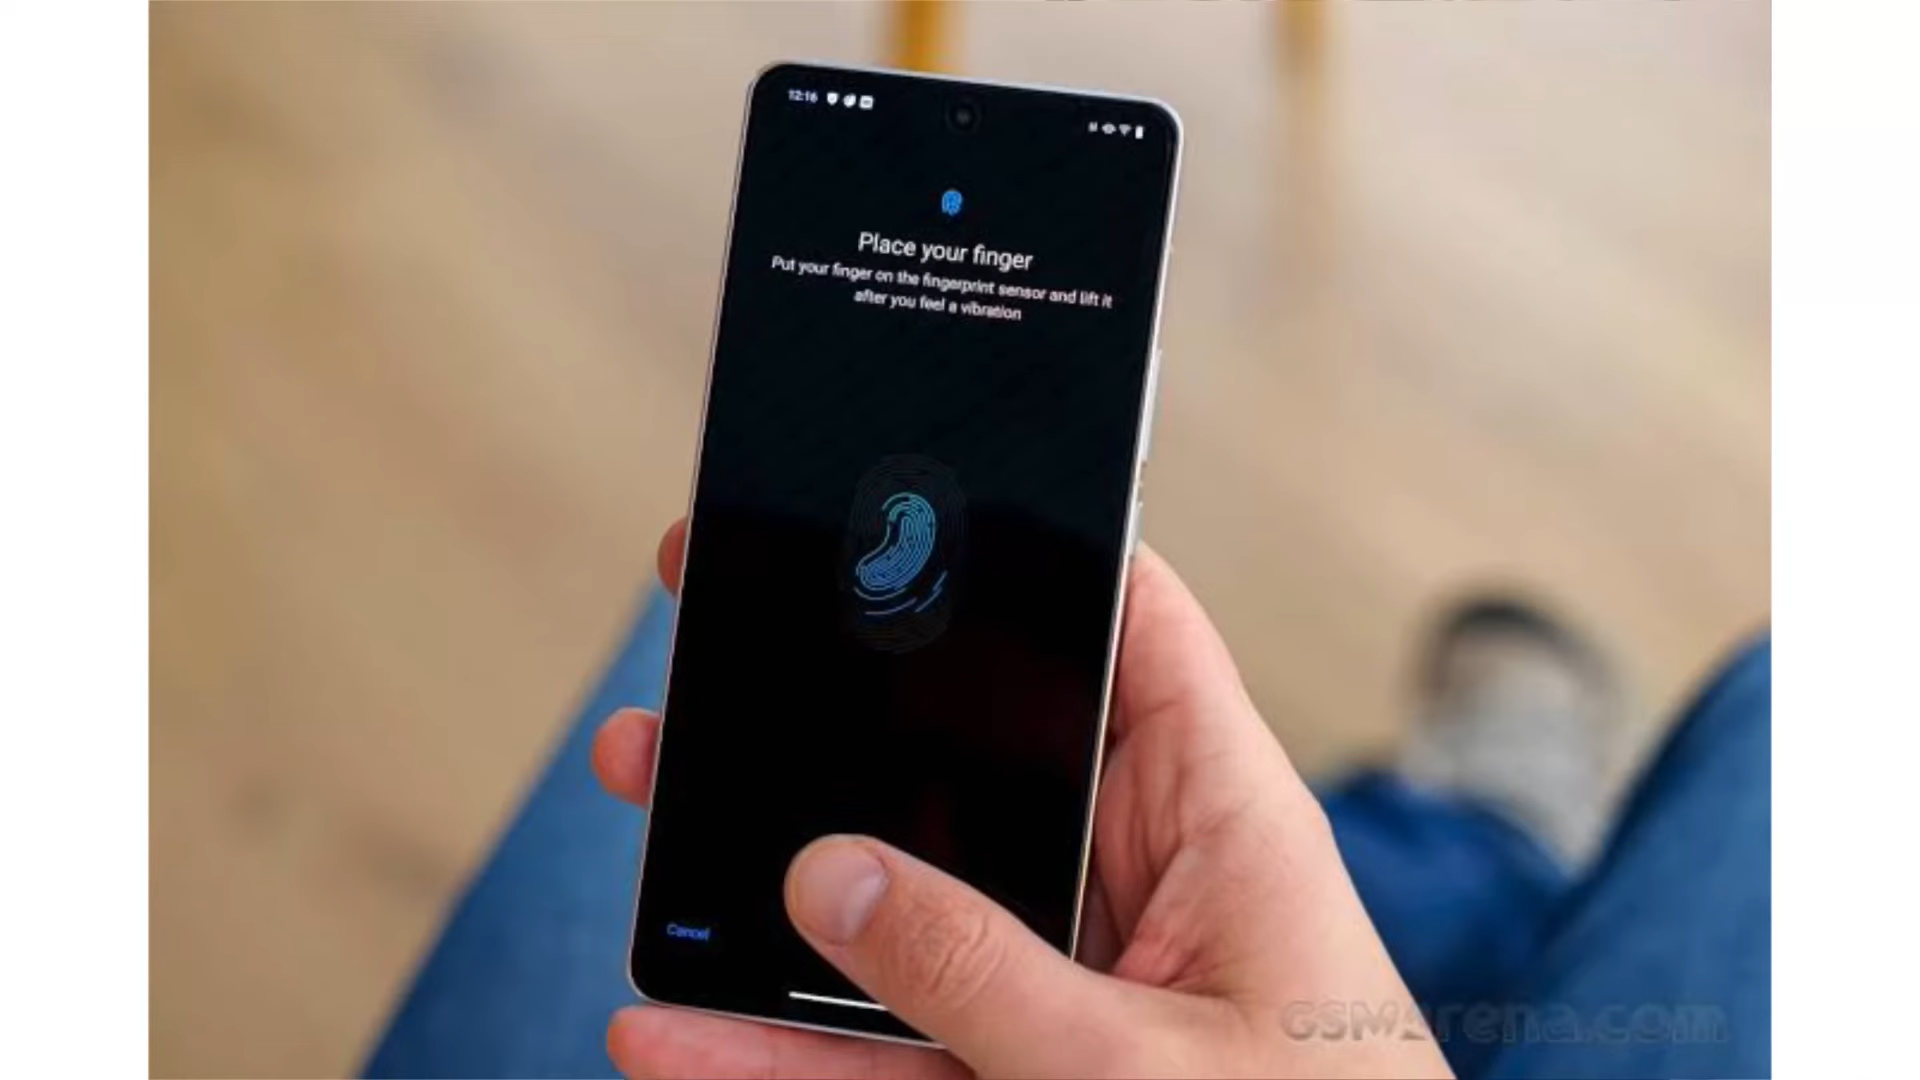 12:16
Place your finger
Put your finger on the fingerprint sensor and lift it
after you feel a vibration
Cancel
GSMarena.com